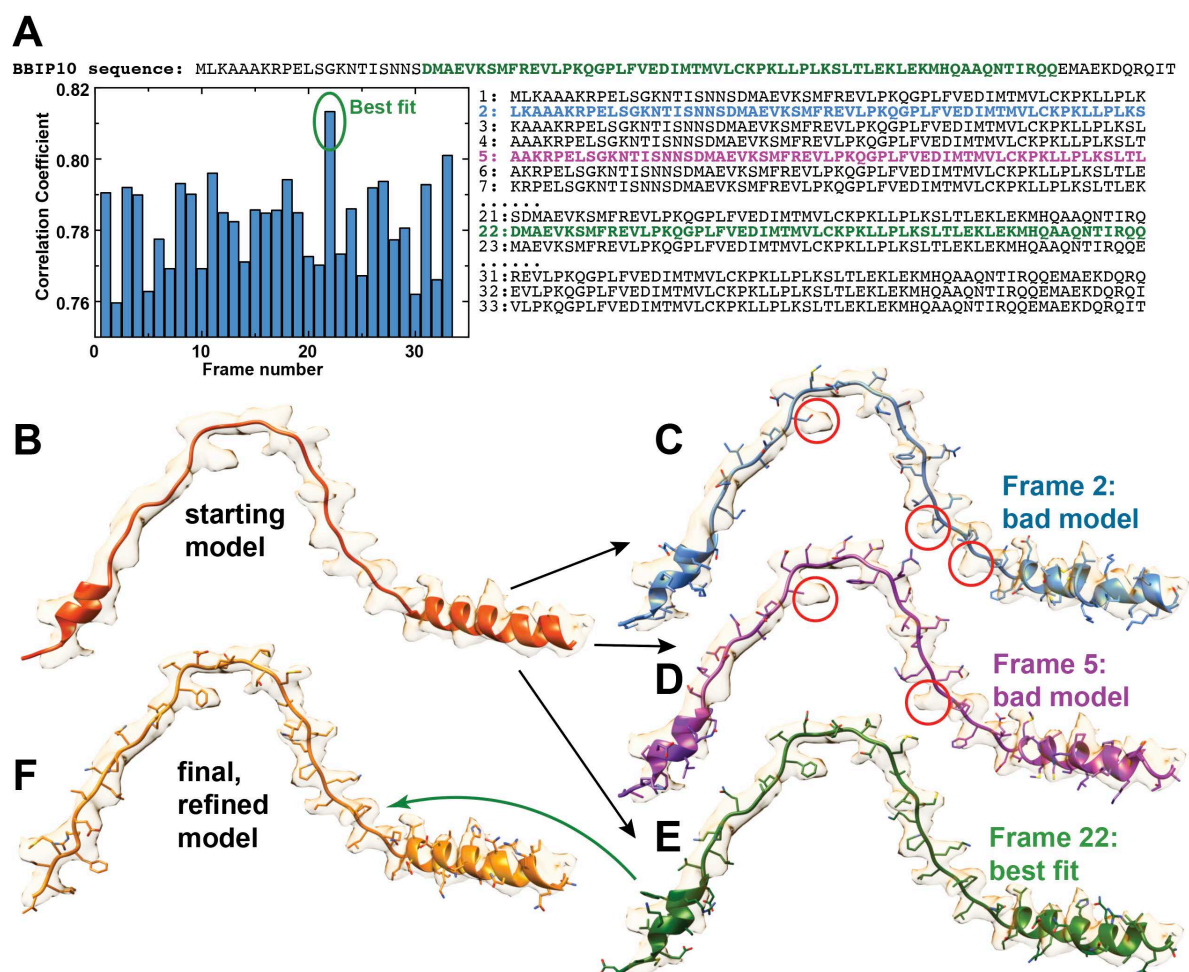 A
BBIP10 sequence: MLKAAAKRPELSGKNTISNNSDMAEVKSMFREVLPKQGPLFVEDIMTMVLCKPKLLPLKSLTLEKLEKMHQAAQNTIRQQEMAEKDQRQIT
0.82
0.80
0.78
0.76
Correlation Coefficient
Best fit
0
10
20
30
Frame number
1: MLKAAAKRPELSGKNTISNNSDMAEVKSMFREVLPKQGPLFVEDIMTMVLCKPKLLPLK
2: LKAAAKRPELSGKNTISNNSDMAEVKSMFREVLPKQGPLFVEDIMTMVLCKPKLLPLKS
3: KAAAKRPELSGKNTISNNSDMAEVKSMFREVLPKQGPLFVEDIMTMVLCKPKLLPLKSL
4: AAAKRPELSGKNTISNNSDMAEVKSMFREVLPKQGPLFVEDIMTMVLCKPKLLPLKSLT
5: AAKRPELSGKNTISNNSDMAEVKSMFREVLPKQGPLFVEDIMTMVLCKPKLLPLKSLTL
6: AKRPELSGKNTISNNSDMAEVKSMFREVLPKQGPLFVEDIMTMVLCKPKLLPLKSLTLE
7: KRPELSGKNTISNNSDMAEVKSMFREVLPKQGPLFVEDIMTMVLCKPKLLPLKSLTLEK
......
21:SDMAEVKSMFREVLPKQGPLFVEDIMTMVLCKPKLLPLKSLTLEKLEKMHQAAQNTIRQ
22:DMAEVKSMFREVLPKQGPLFVEDIMTMVLCKPKLLPLKSLTLEKLEKMHQAAQNTIRQQ
23:MAEVKSMFREVLPKQGPLFVEDIMTMVLCKPKLLPLKSLTLEKLEKMHQAAQNTIRQQE
......
31:REVLPKQGPLFVEDIMTMVLCKPKLLPLKSLTLEKLEKMHQAAQNTIRQQEMAEKDQRQ
32:EVLPKQGPLFVEDIMTMVLCKPKLLPLKSLTLEKLEKMHQAAQNTIRQQEMAEKDQRQI
33:VLPKQGPLFVEDIMTMVLCKPKLLPLKSLTLEKLEKMHQAAQNTIRQQEMAEKDQRQIT
B
starting
model
C
Frame 2:
bad model
D
Frame 5:
bad model
E
Frame 22:
best fit
F
final,
refined
model